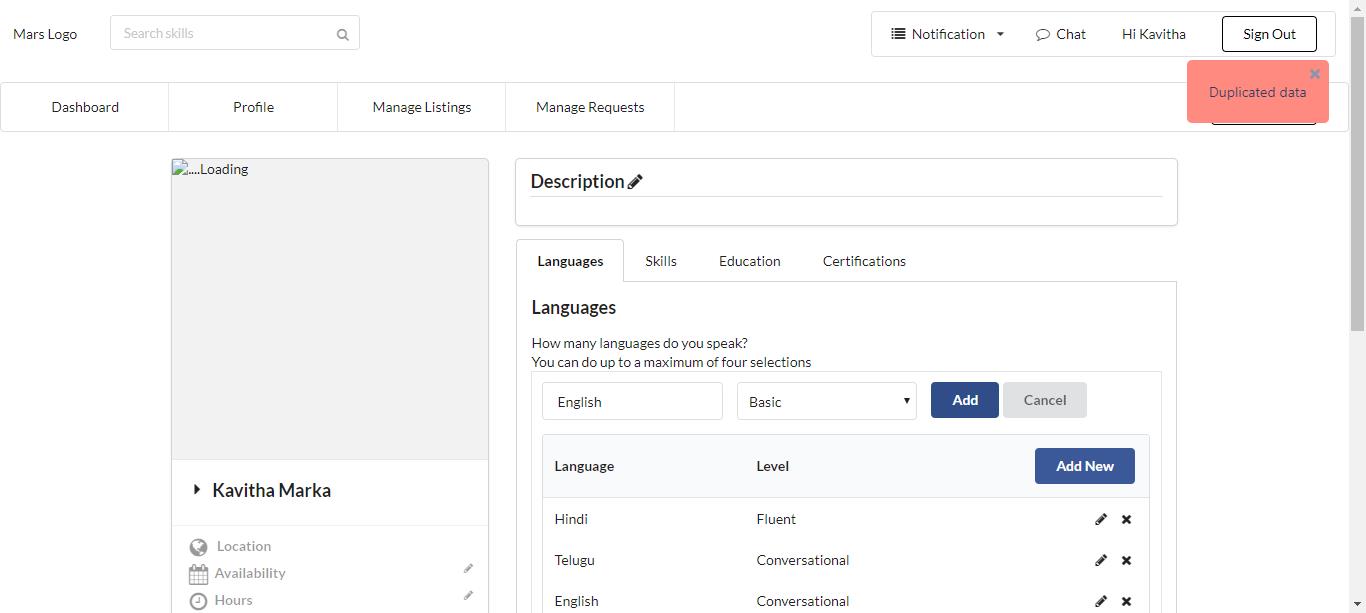 Mars Logo
Search skills
Notification
Chat
Hi Kavitha
Sign Out
Duplicated data
Dashboard
Profile
Manage Listings
Manage Requests
....Loading
Description
Languages
Skills
Education
Certifications
Languages
How many languages do you speak?
You can do up to a maximum of four selections
English
Basic
Add
Cancel
Language
Level
Add New
Kavitha Marka
Hindi
Fluent
Location
Telugu
Conversational
Availability
Hours
English
Conversational